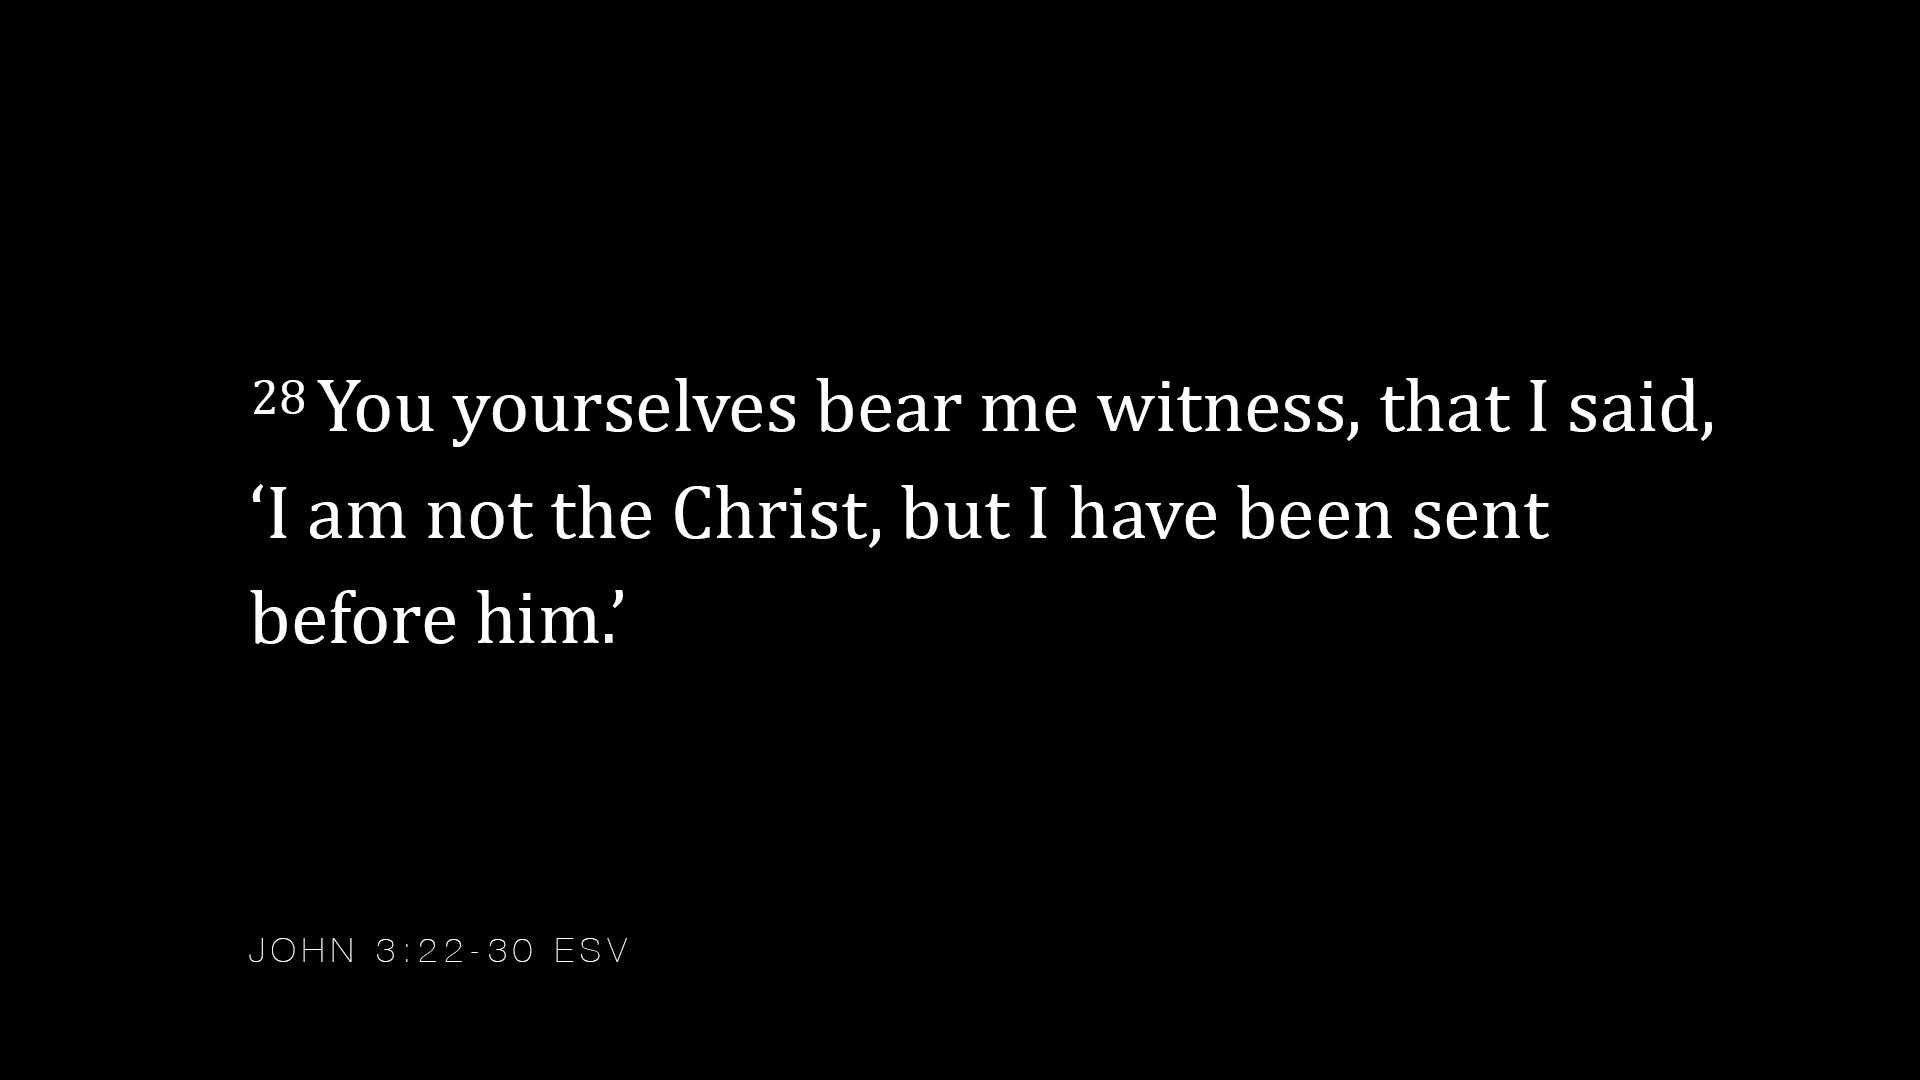 28 You yourselves bear me witness, that I said,
‘I am not the Christ, but I have been sent
before him.’
JOHN 3:22-30 ESV